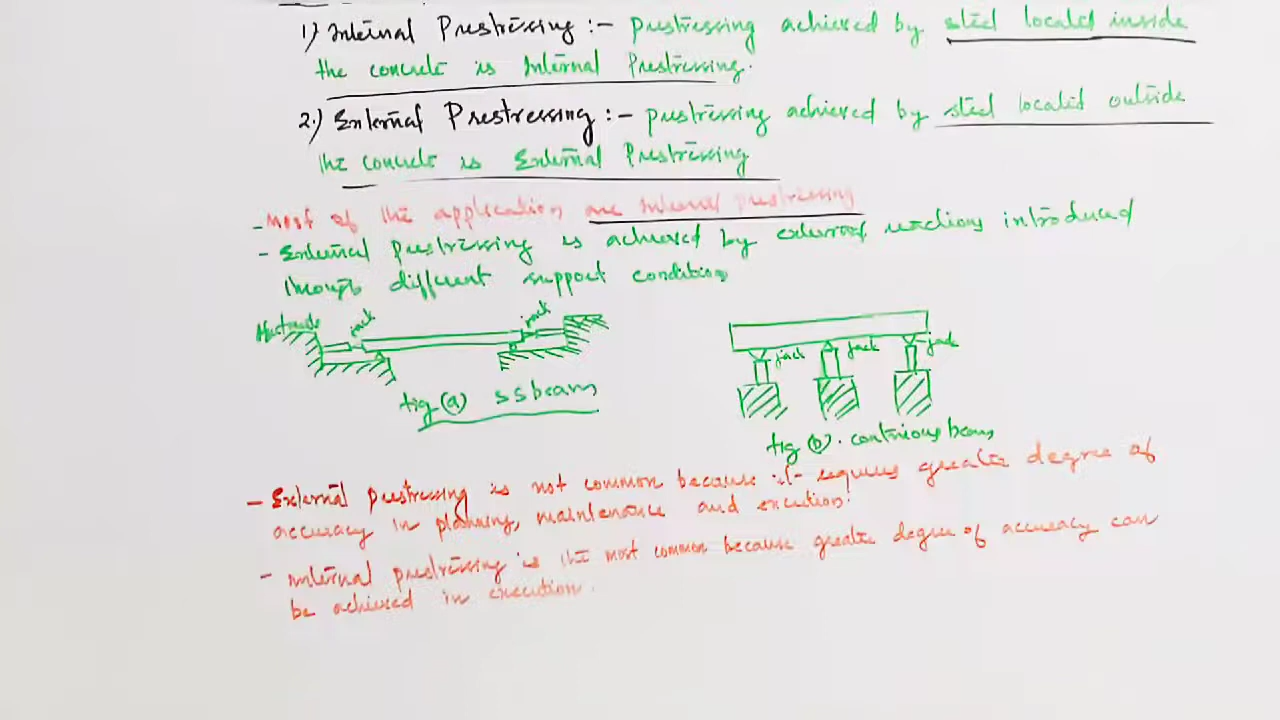 1) Internal Prestressing :- prestressing achieved by steel located inside
the concrete is Internal Prestressing.
2.) External Prestressing :- prestressing achieved by steel located outside
the concrete is External Prestressing
- Most of the application are internal prestressing
- External prestressing is achieved by external reactions introduced
through different support conditions
jack
jack
fig (a) SS beam
jack
jack
jack
fig (b). continious beam
- External prestressing is not common because it requires greater degree of
accuracy in planning, maintenance and execution.
- Internal prestressing is the most common because greater degree of accuracy can
be achieved in execution.